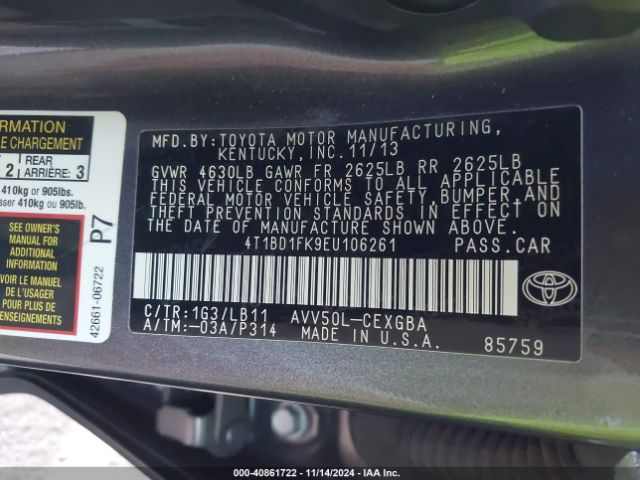 ORMATION
E CHARGEMENT
2 REAR ARRIÈRE: 3
410kg or 905lbs.
sser 410kg ou 905lb.
SEE OWNER'S
MANUAL FOR
ADDITIONAL
INFORMATION
VOIR LE MANUEL
DE L'USAGER
POUR PLUS DE
RENSEIGNEMENTS
P7
42661-06722
MFD.BY:TOYOTA MOTOR MANUFACTURING,
KENTUCKY,INC.11/13
GVWR 4630LB GAWR FR 2625LB RR 2625LB
THIS VEHICLE CONFORMS TO ALL APPLICABLE
FEDERAL MOTOR VEHICLE SAFETY,BUMPER,AND
THEFT PREVENTION STANDARDS IN EFFECT ON
THE DATE OF MANUFACTURE SHOWN ABOVE.
4T1BD1FK9EU106261 PASS.CAR
C/TR:1G3/LB11 AVV50L-CEXGBA
A/TM:-03A/P314 MADE IN U.S.A. 85759
TOYOTA
000-40861722 - 11/14/2024 - IAA Inc.